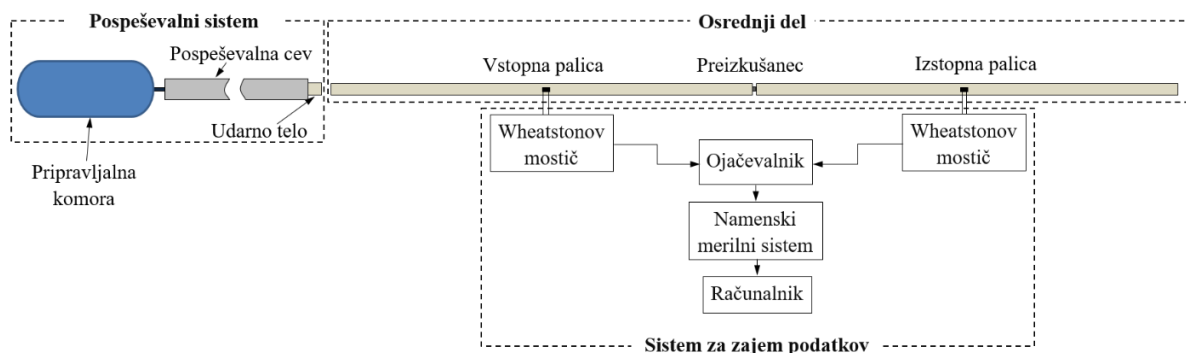 Pospeševalni sistem
Osrednji del
Pospeševalna cev
Vstopna palica
Preizkušanec
Izstopna palica
Udarno telo
Pripravljalna
komora
Wheatstonov
mostič
Ojačevalnik
Wheatstonov
mostič
Namenski
merilni sistem
Računalnik
Sistem za zajem podatkov